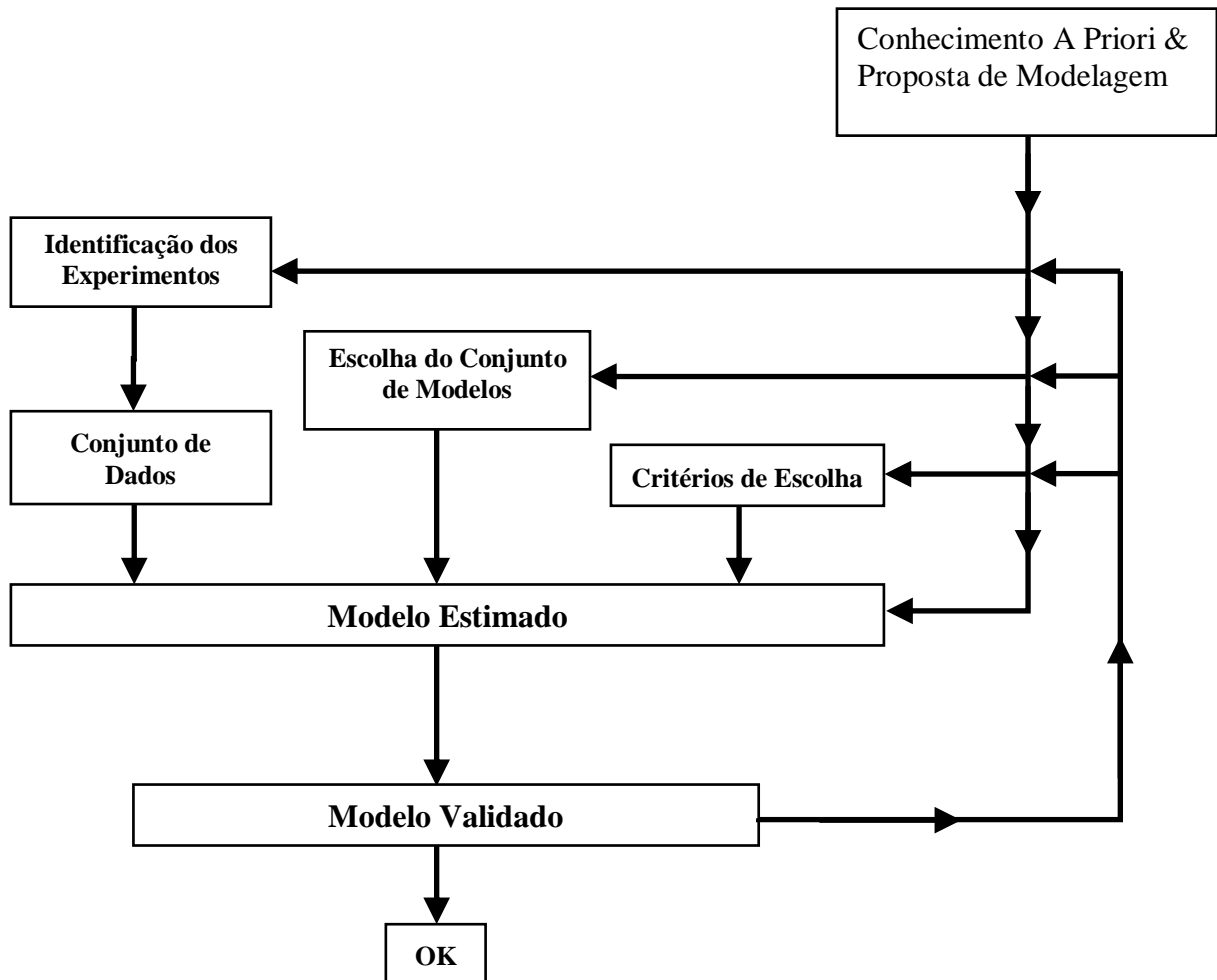 Conhecimento A Priori &
Proposta de Modelagem
Identificação dos
Experimentos
Escolha do Conjunto
de Modelos
Conjunto de
Dados
Critérios de Escolha
Modelo Estimado
Modelo Validado
OK